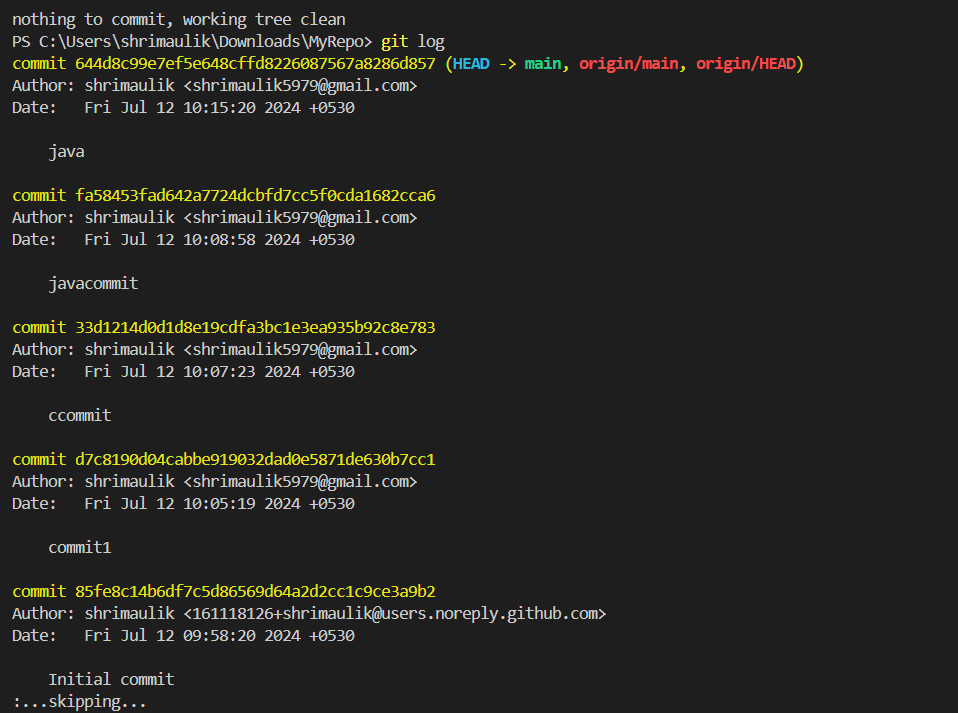 nothing to commit, working tree clean
PS C:\Users\shrimaulik\Downloads\MyRepo> git log
commit 644d8c99e7ef5e648cffd8226087567a8286d857 (HEAD -> main, origin/main, origin/HEAD)
Author: shrimaulik <shrimaulik5979@gmail.com>
Date:   Fri Jul 12 10:15:20 2024 +0530

    java

commit fa58453fad642a7724dcbfd7cc5f0cda1682cca6
Author: shrimaulik <shrimaulik5979@gmail.com>
Date:   Fri Jul 12 10:08:58 2024 +0530

    javacommit

commit 33d1214d0d1d8e19cdfa3bc1e3ea935b92c8e783
Author: shrimaulik <shrimaulik5979@gmail.com>
Date:   Fri Jul 12 10:07:23 2024 +0530

    ccommit

commit d7c8190d04cabbe919032dad0e5871de630b7cc1
Author: shrimaulik <shrimaulik5979@gmail.com>
Date:   Fri Jul 12 10:05:19 2024 +0530

    commit1

commit 85fe8c14b6df7c5d86569d64a2d2cc1c9ce3a9b2
Author: shrimaulik <161118126+shrimaulik@users.noreply.github.com>
Date:   Fri Jul 12 09:58:20 2024 +0530

    Initial commit
:...skipping...